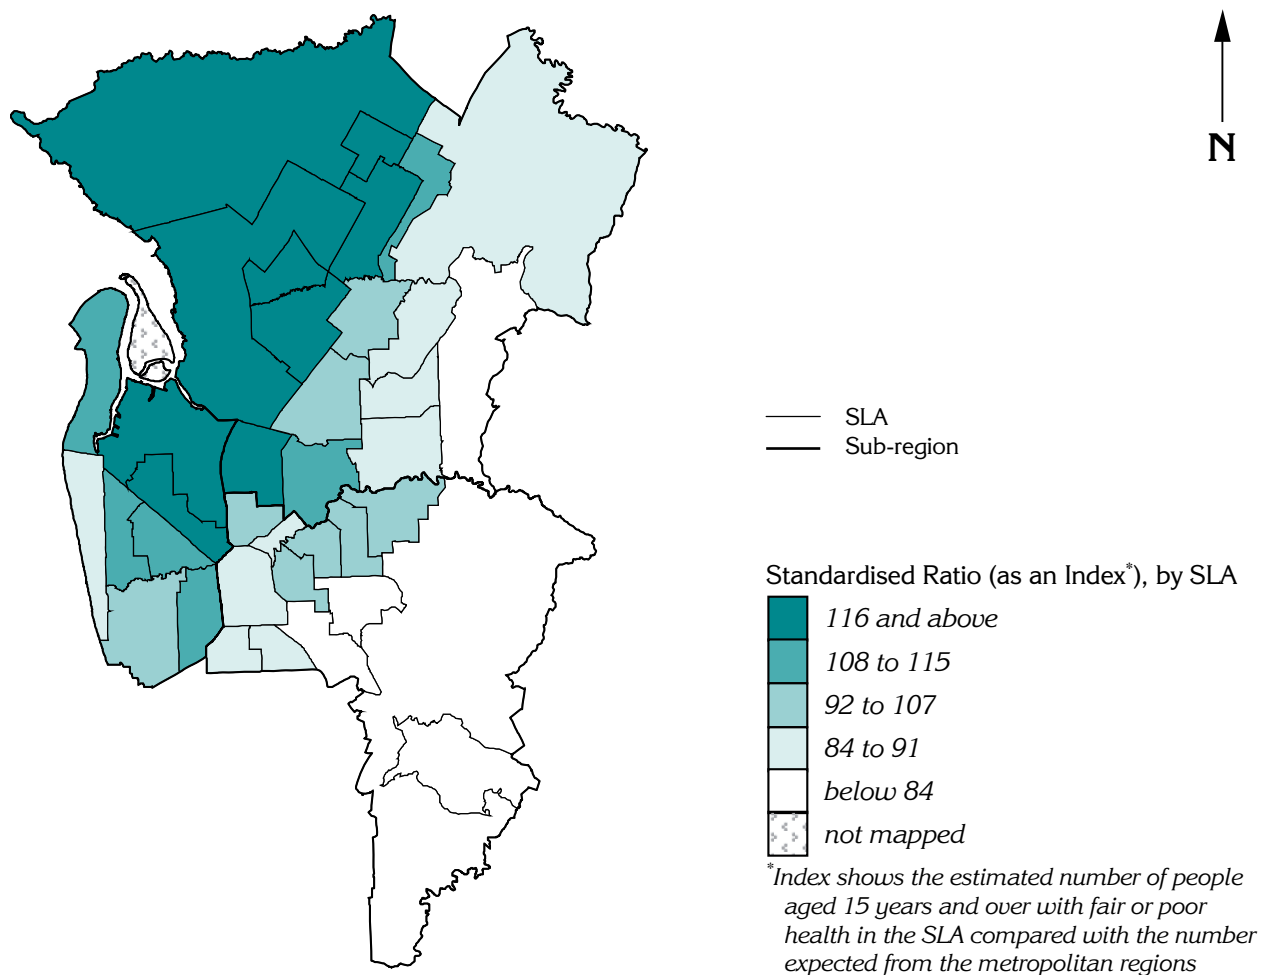 N
SLA
Sub-region
Standardised Ratio (as an Index*), by SLA
116 and above
108 to 115
92 to 107
84 to 91
below 84
not mapped
*Index shows the estimated number of people
aged 15 years and over with fair or poor
health in the SLA compared with the number
expected from the metropolitan regions